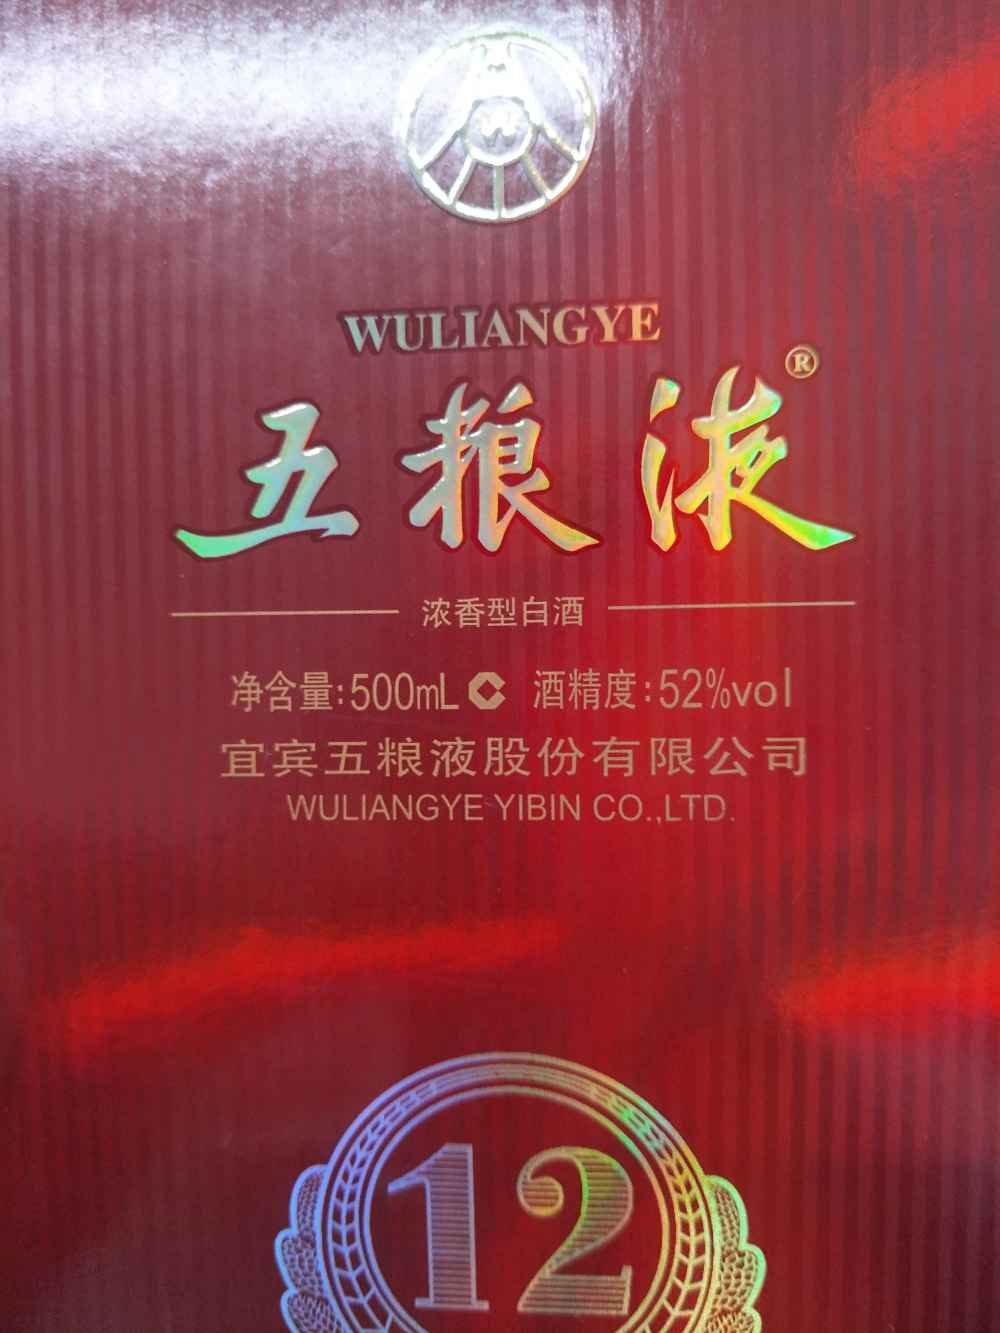 W
WULIANGYE
五粮液®
浓香型白酒
净含量:500mL 酒精度:52%vol
宜宾五粮液股份有限公司
WULIANGYE YIBIN CO.,LTD.
12